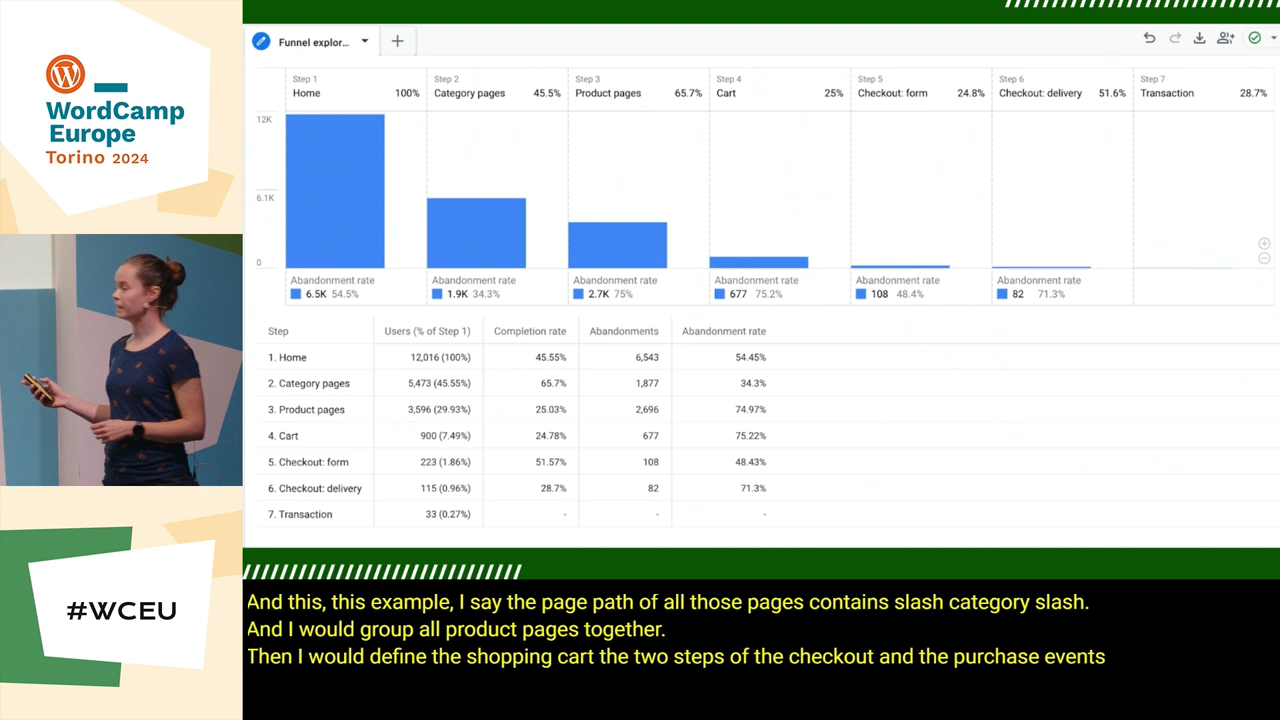 WordCamp
Europe
Torino 2024
#WCEU
Funnel explor...
Step 1
Home 100%
Step 2
Category pages 45.5%
Step 3
Product pages 65.7%
Step 4
Cart 25%
Step 5
Checkout: form 24.8%
Step 6
Checkout: delivery 51.6%
Step 7
Transaction 28.7%
12K
6.1K
0
Abandonment rate
6.5K 54.5%
Abandonment rate
1.9K 34.3%
Abandonment rate
2.7K 75%
Abandonment rate
677 75.2%
Abandonment rate
108 48.4%
Abandonment rate
82 71.3%
Step Users (% of Step 1) Completion rate Abandonments Abandonment rate
1. Home 12,016 (100%) 45.55% 6,543 54.45%
2. Category pages 5,473 (45.55%) 65.7% 1,877 34.3%
3. Product pages 3,596 (29.93%) 25.03% 2,696 74.97%
4. Cart 900 (7.49%) 24.78% 677 75.22%
5. Checkout: form 223 (1.86%) 51.57% 108 48.43%
6. Checkout: delivery 115 (0.96%) 28.7% 82 71.3%
7. Transaction 33 (0.27%) - - -
And this, this example, I say the page path of all those pages contains slash category slash.
And I would group all product pages together.
Then I would define the shopping cart the two steps of the checkout and the purchase events